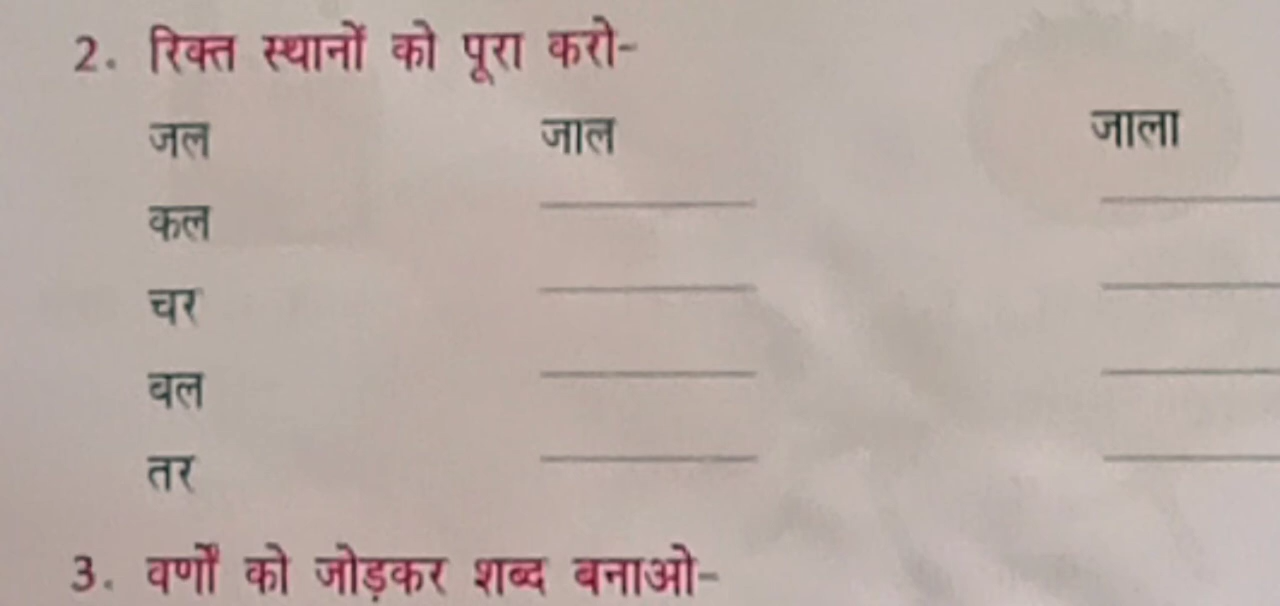 2. रिक्त स्थानों को पूरा करो-
जल जाल जाला
कल
चर
बल
तर
3. वर्णों को जोड़कर शब्द बनाओ-